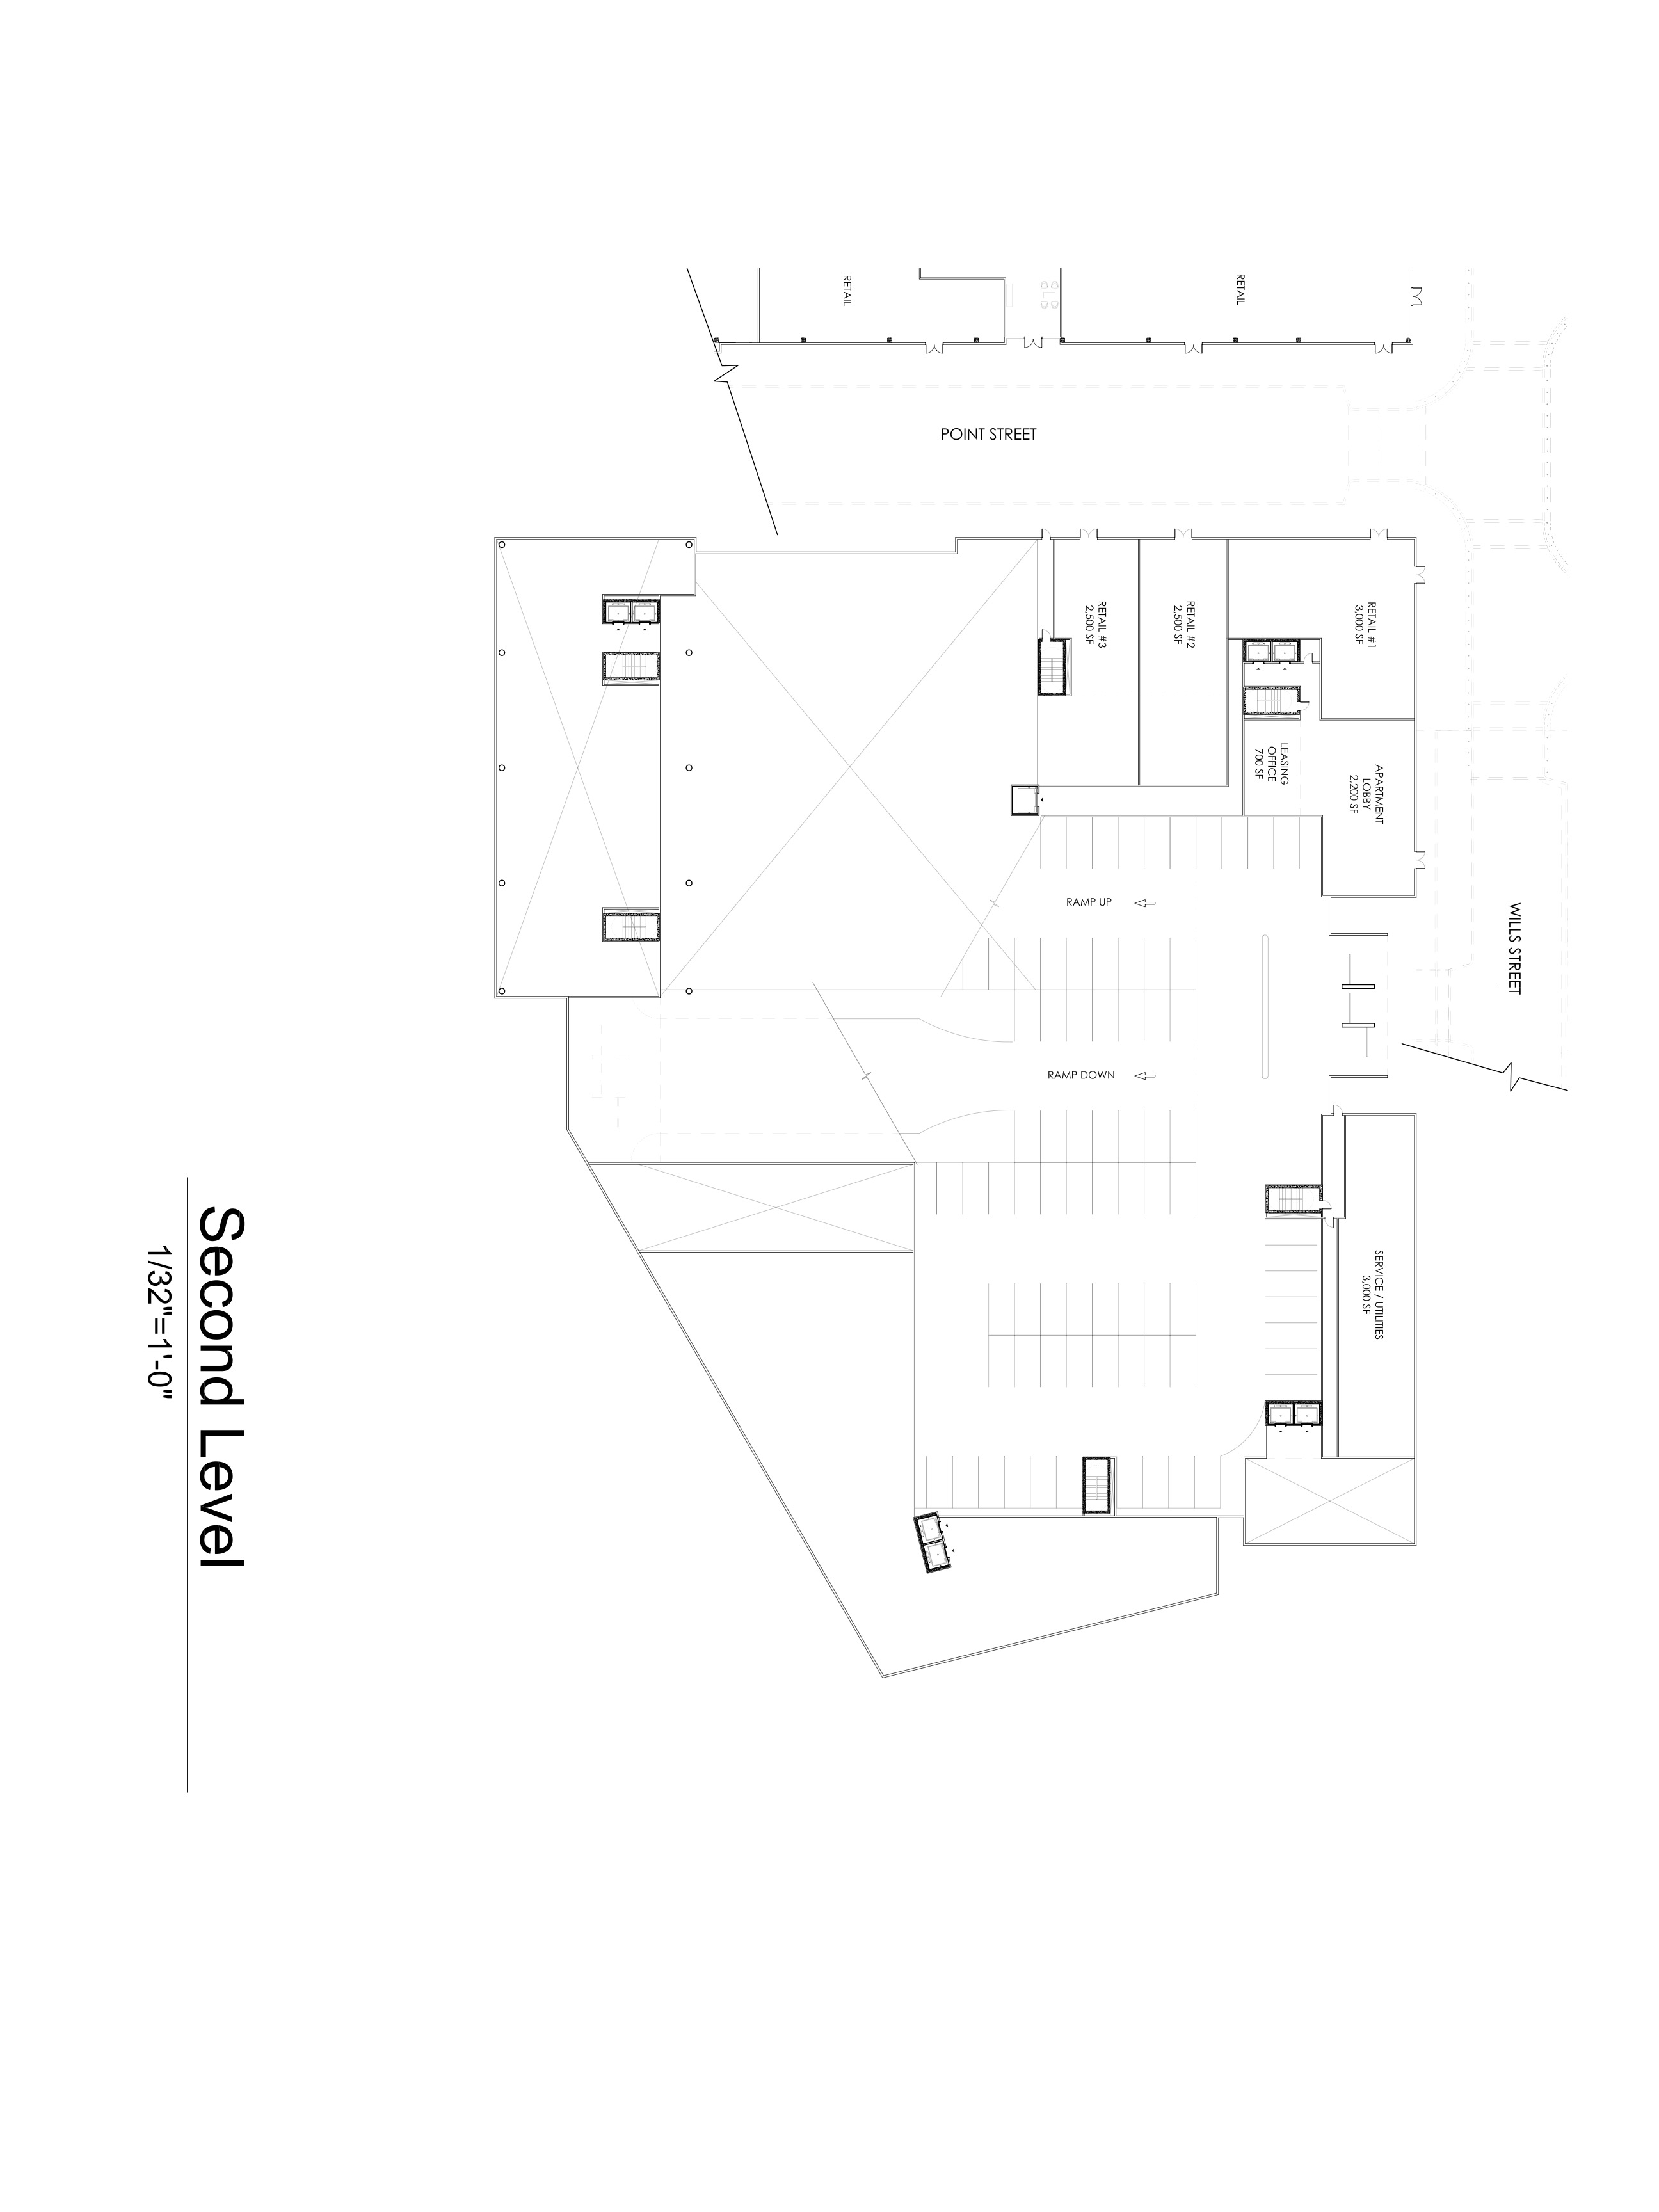 RETAIL
RETAIL
POINT STREET
RETAIL #3
2,500 SF
RETAIL #2
2,500 SF
RETAIL #1
3,000 SF
LEASING
OFFICE
700 SF
APARTMENT
LOBBY
2,200 SF
WILLS STREET
RAMP UP
RAMP DOWN
SERVICE / UTILITIES
3,000 SF
Second Level
1/32"=1'-0"